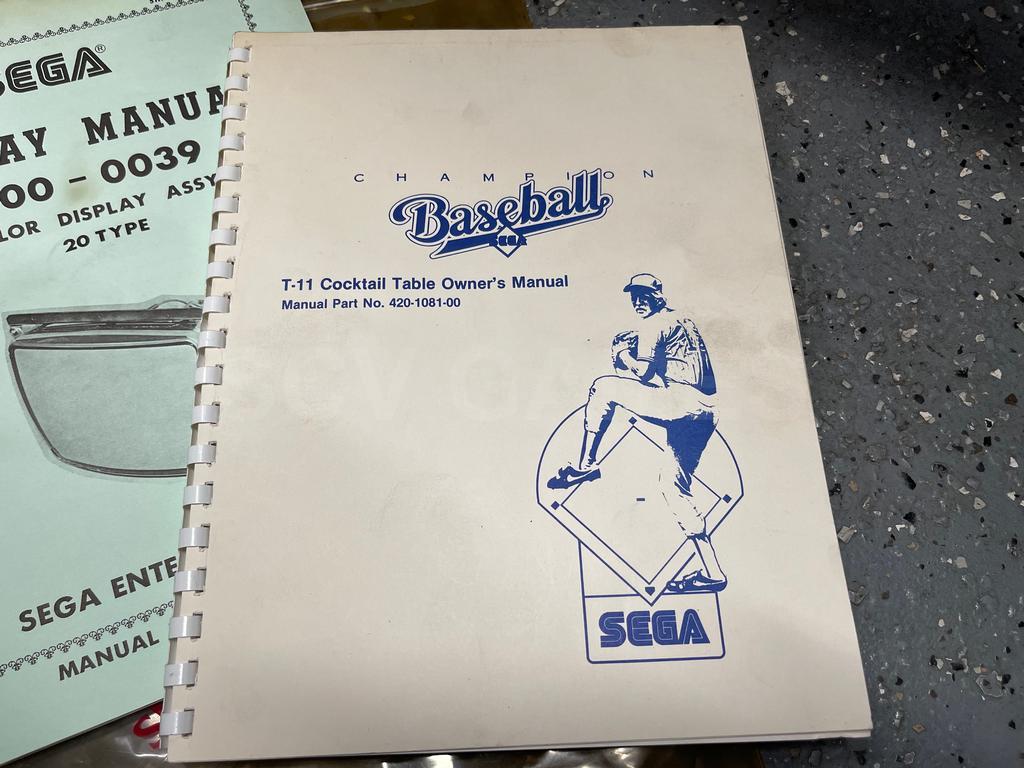 SEGA®
AY MANUA
00 - 0039
LOR DISPLAY ASSY
20 TYPE
SEGA ENTE
MANUAL
CHAMPION
Baseball
SEGA
T-11 Cocktail Table Owner's Manual
Manual Part No. 420-1081-00
SEGA